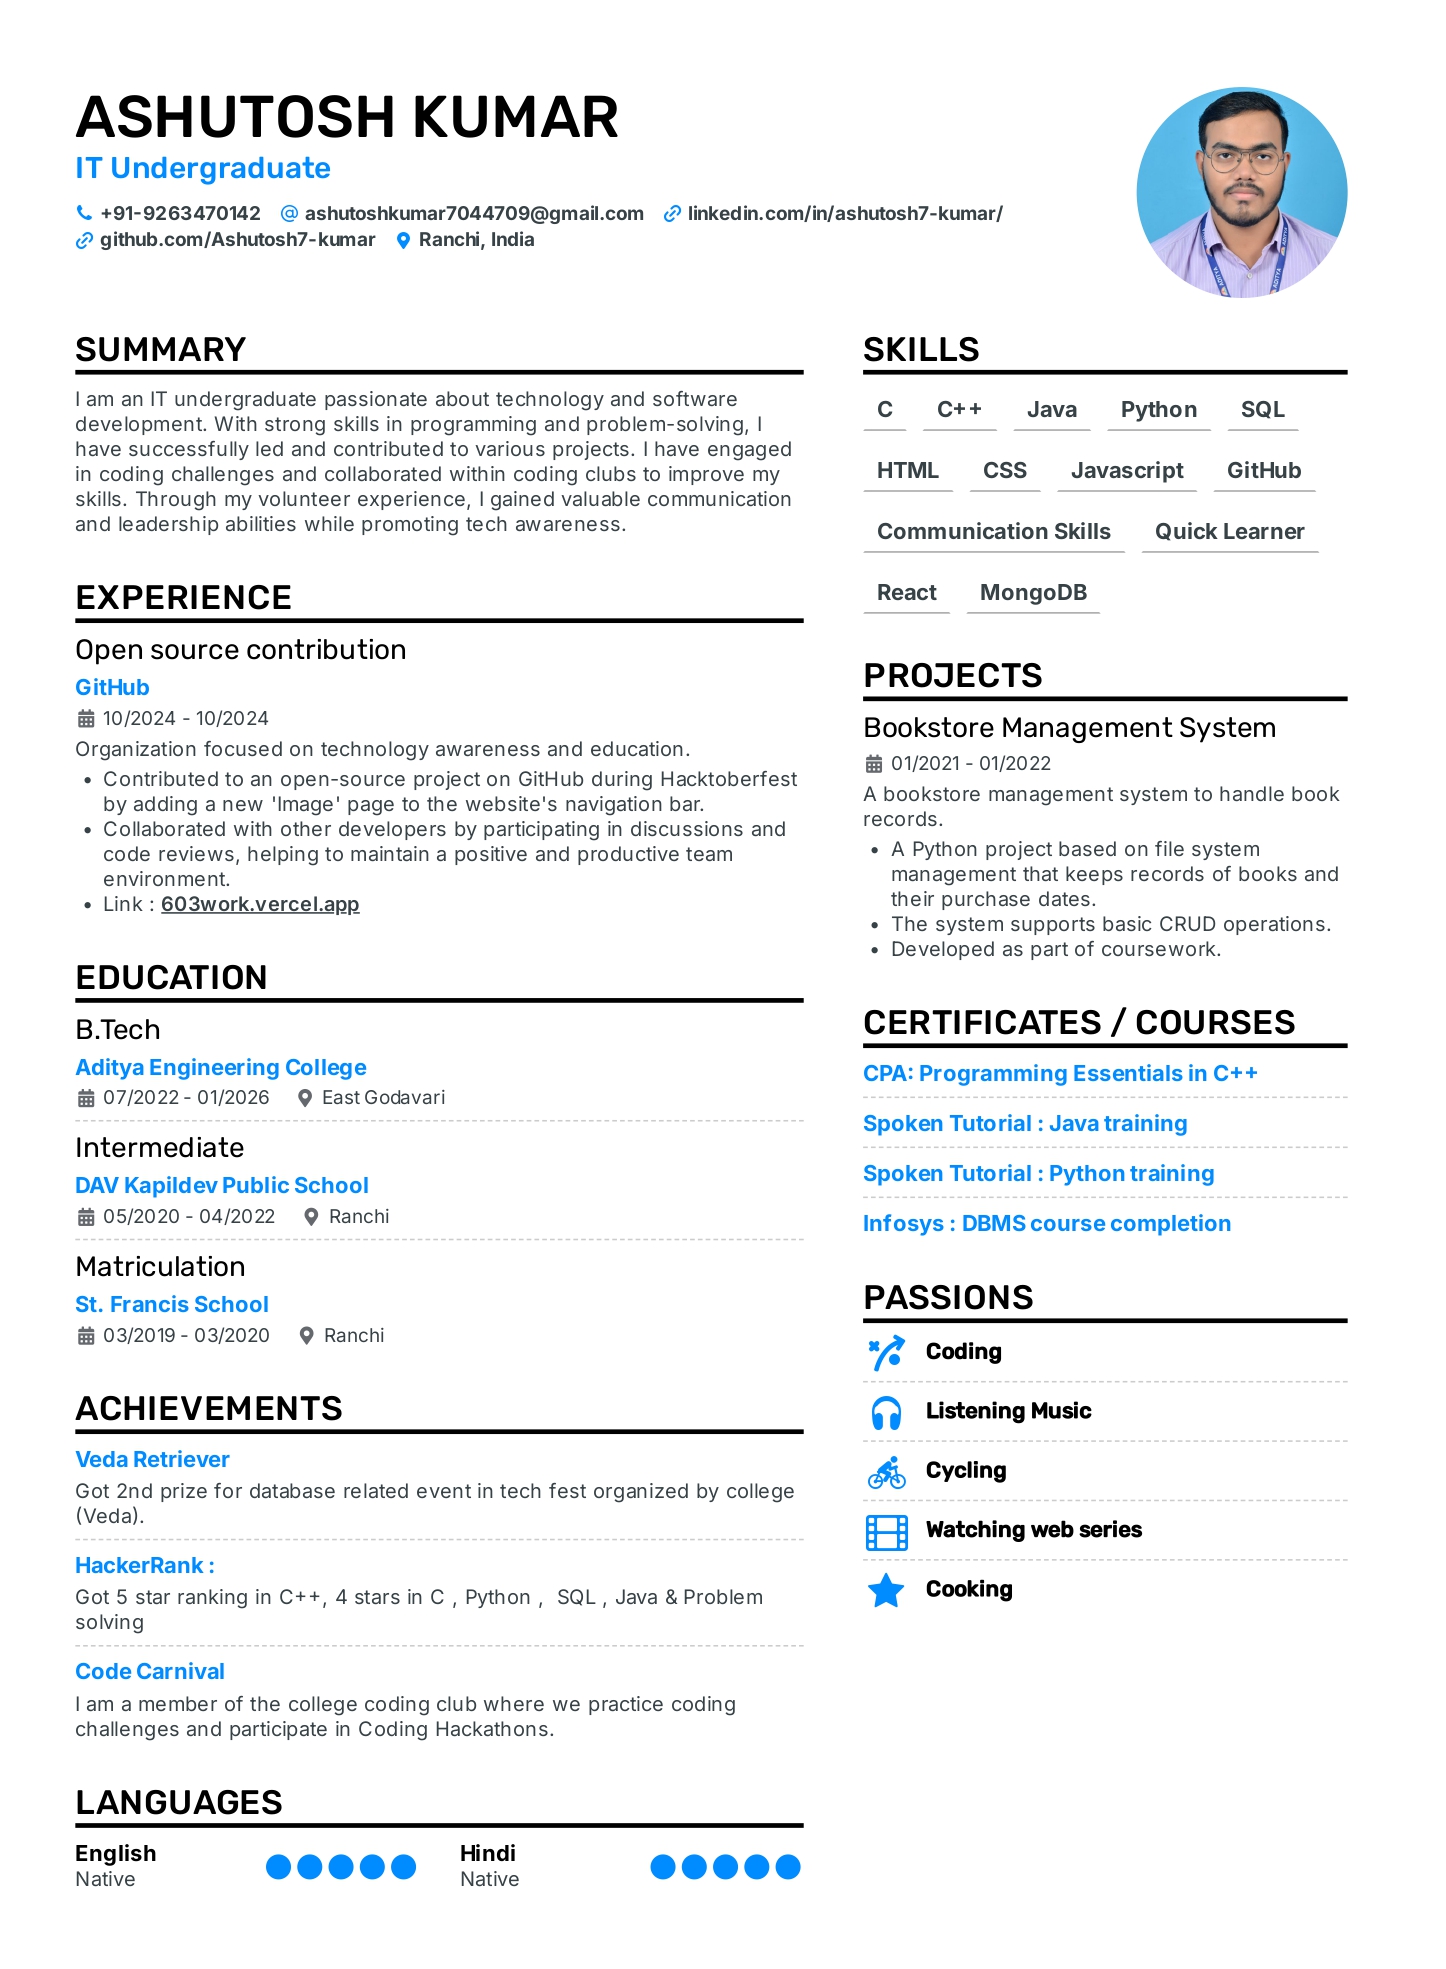 ASHUTOSH KUMAR
IT Undergraduate
+91-9263470142 ashutoshkumar7044709@gmail.com linkedin.com/in/ashutosh7-kumar/
github.com/Ashutosh7-kumar Ranchi, India
SUMMARY
I am an IT undergraduate passionate about technology and software
development. With strong skills in programming and problem-solving, I
have successfully led and contributed to various projects. I have engaged
in coding challenges and collaborated within coding clubs to improve my
skills. Through my volunteer experience, I gained valuable communication
and leadership abilities while promoting tech awareness.
EXPERIENCE
Open source contribution
GitHub
10/2024 - 10/2024
Organization focused on technology awareness and education.
• Contributed to an open-source project on GitHub during Hacktoberfest
by adding a new 'Image' page to the website's navigation bar.
• Collaborated with other developers by participating in discussions and
code reviews, helping to maintain a positive and productive team
environment.
• Link : 603work.vercel.app
EDUCATION
B.Tech
Aditya Engineering College
07/2022 - 01/2026 East Godavari
Intermediate
DAV Kapildev Public School
05/2020 - 04/2022 Ranchi
Matriculation
St. Francis School
03/2019 - 03/2020 Ranchi
ACHIEVEMENTS
Veda Retriever
Got 2nd prize for database related event in tech fest organized by college
(Veda).
HackerRank :
Got 5 star ranking in C++, 4 stars in C , Python ,  SQL , Java & Problem
solving
Code Carnival
I am a member of the college coding club where we practice coding
challenges and participate in Coding Hackathons.
LANGUAGES
English Hindi
Native Native
SKILLS
C C++ Java Python SQL
HTML CSS Javascript GitHub
Communication Skills Quick Learner
React MongoDB
PROJECTS
Bookstore Management System
01/2021 - 01/2022
A bookstore management system to handle book
records.
• A Python project based on file system
management that keeps records of books and
their purchase dates.
• The system supports basic CRUD operations.
• Developed as part of coursework.
CERTIFICATES / COURSES
CPA: Programming Essentials in C++
Spoken Tutorial : Java training
Spoken Tutorial : Python training
Infosys : DBMS course completion
PASSIONS
Coding
Listening Music
Cycling
Watching web series
Cooking